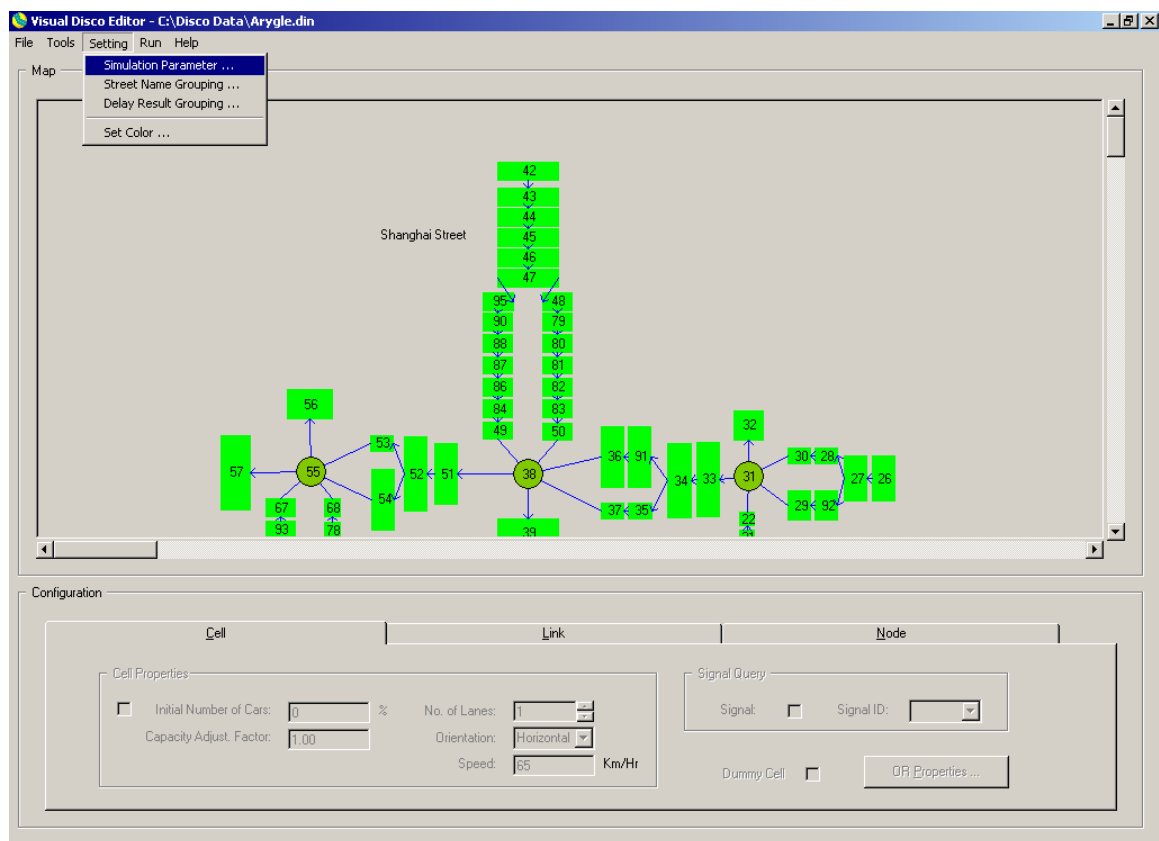 Visual Disco Editor - C:\Disco Data\Arygle.din
File Tools Setting Run Help
Simulation Parameter ...
Street Name Grouping ...
Delay Result Grouping ...
Set Color ...
Map
42
43
44
Shanghai Street 45
46
47
95 48
90 79
88 80
87 81
86 82
84 83
49 50
56 32
53 36 91 30 28
57 55 52 51 38 34 33 31 27 26
54 37 35 29 92
67 68 22
93 78 39 21
Configuration
Cell Link Node
Cell Properties Signal Query
Initial Number of Cars: 0 % No. of Lanes: 1 Signal: Signal ID:
Capacity Adjust. Factor: 1.00 Orientation: Horizontal
Speed: 65 Km/Hr
Dummy Cell OR Properties ...